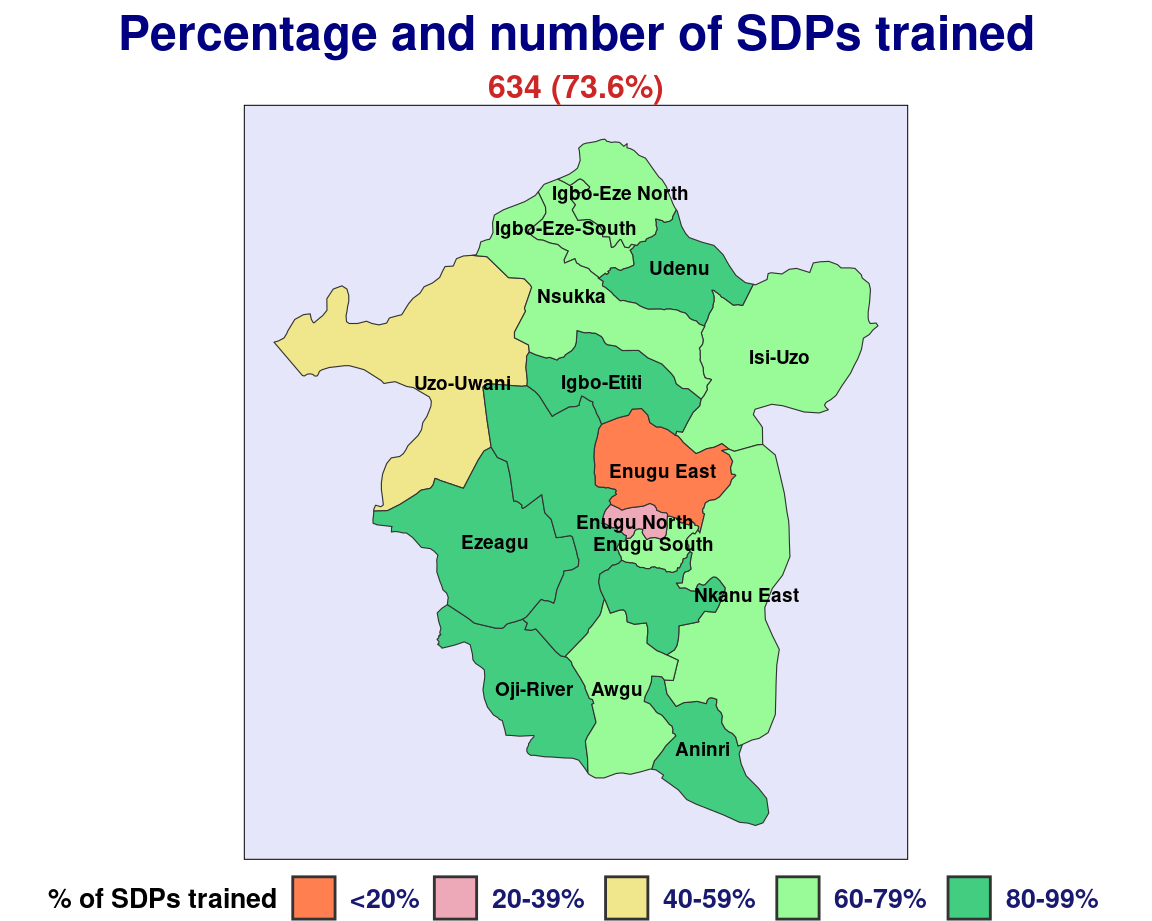 Percentage and number of SDPs trained
634 (73.6%)
Igbo-Eze North
Igbo-Eze-South
Udenu
Nsukka
Isi-Uzo
Uzo-Uwani
Igbo-Etiti
Enugu East
Enugu North
Ezeagu
Enugu South
Nkanu East
Oji-River
Awgu
Aninri
% of SDPs trained <20% 20-39% 40-59% 60-79% 80-99%